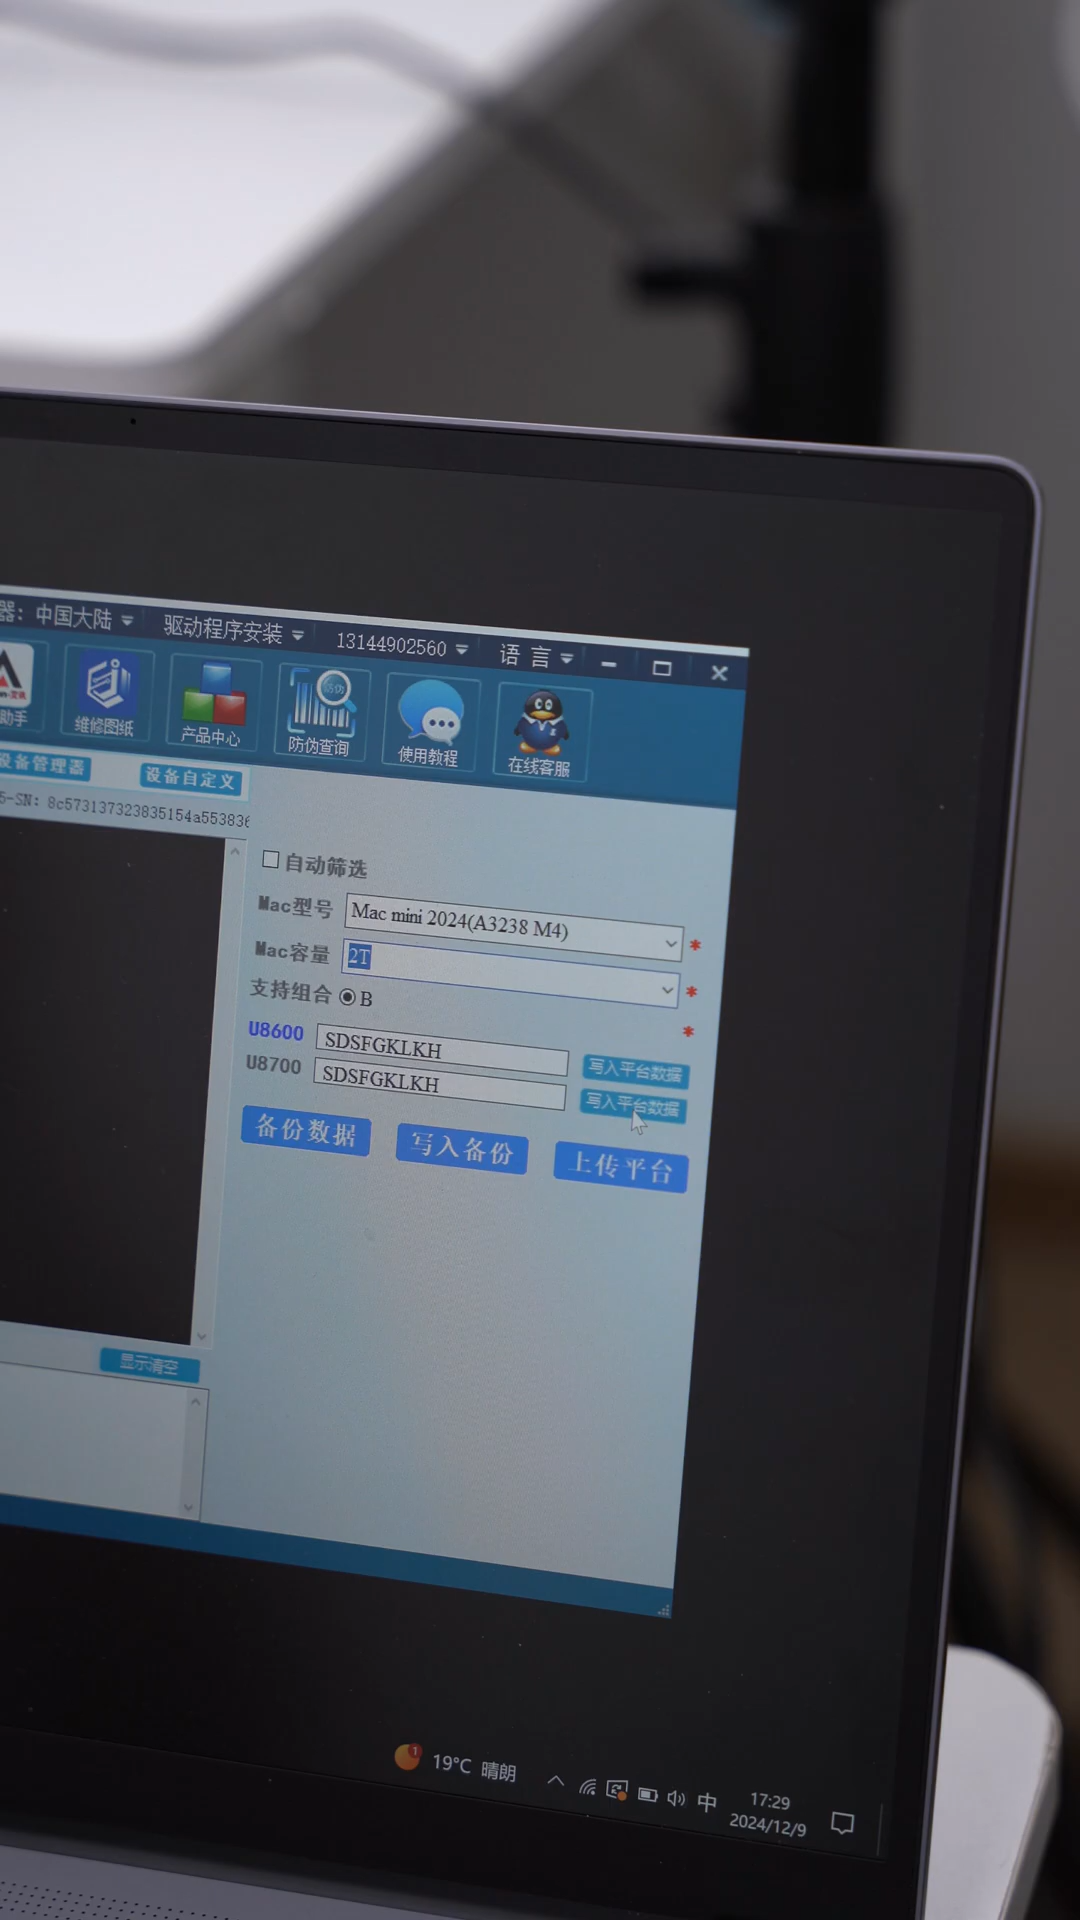 器: 中国大陆
驱动程序安装
13144902560
语 言
助手
维修图纸
产品中心
防伪
防伪查询
使用教程
在线客服
设备管理器
设备自定义
5-SN: 8c573137323835154a553836
自动筛选
Mac型号
Mac mini 2024(A3238 M4)
*
Mac容量
2T
*
支持组合
B
*
U8600
SDSFGKLKH
写入平台数据
U8700
SDSFGKLKH
写入平台数据
备份数据
写入备份
上传平台
显示清空
1
19°C 晴朗
中
17:29
2024/12/9